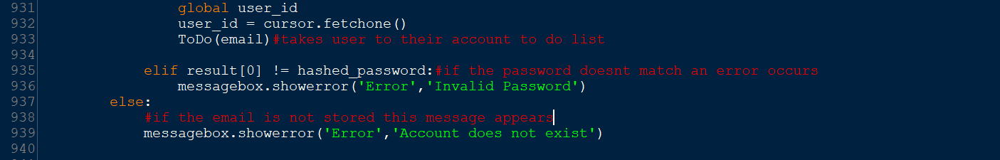 931 global user_id
932 user_id = cursor.fetchone()
933 ToDo(email)#takes user to their account to do list
934
935 elif result[0] != hashed_password:#if the password doesnt match an error occurs
936 messagebox.showerror('Error','Invalid Password')
937 else:
938 #if the email is not stored this message appears
939 messagebox.showerror('Error','Account does not exist')
940